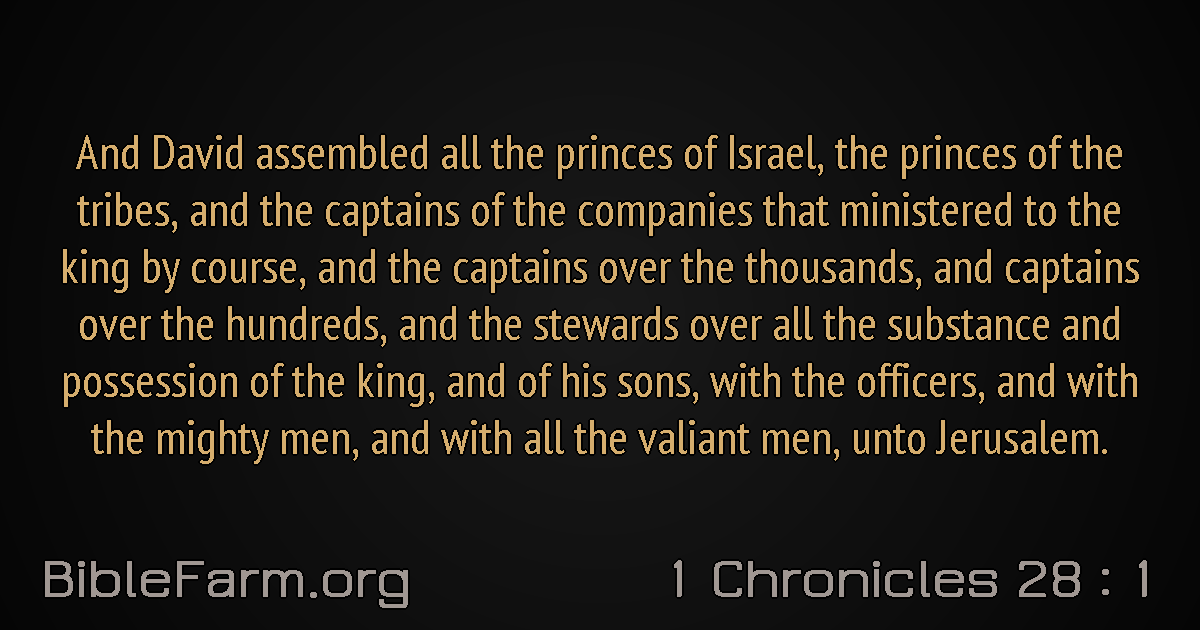 And David assembled all the princes of Israel, the princes of the
tribes, and the captains of the companies that ministered to the
king by course, and the captains over the thousands, and captains
over the hundreds, and the stewards over all the substance and
possession of the king, and of his sons, with the officers, and with
the mighty men, and with all the valiant men, unto Jerusalem.
BibleFarm.org
1 Chronicles 28 : 1